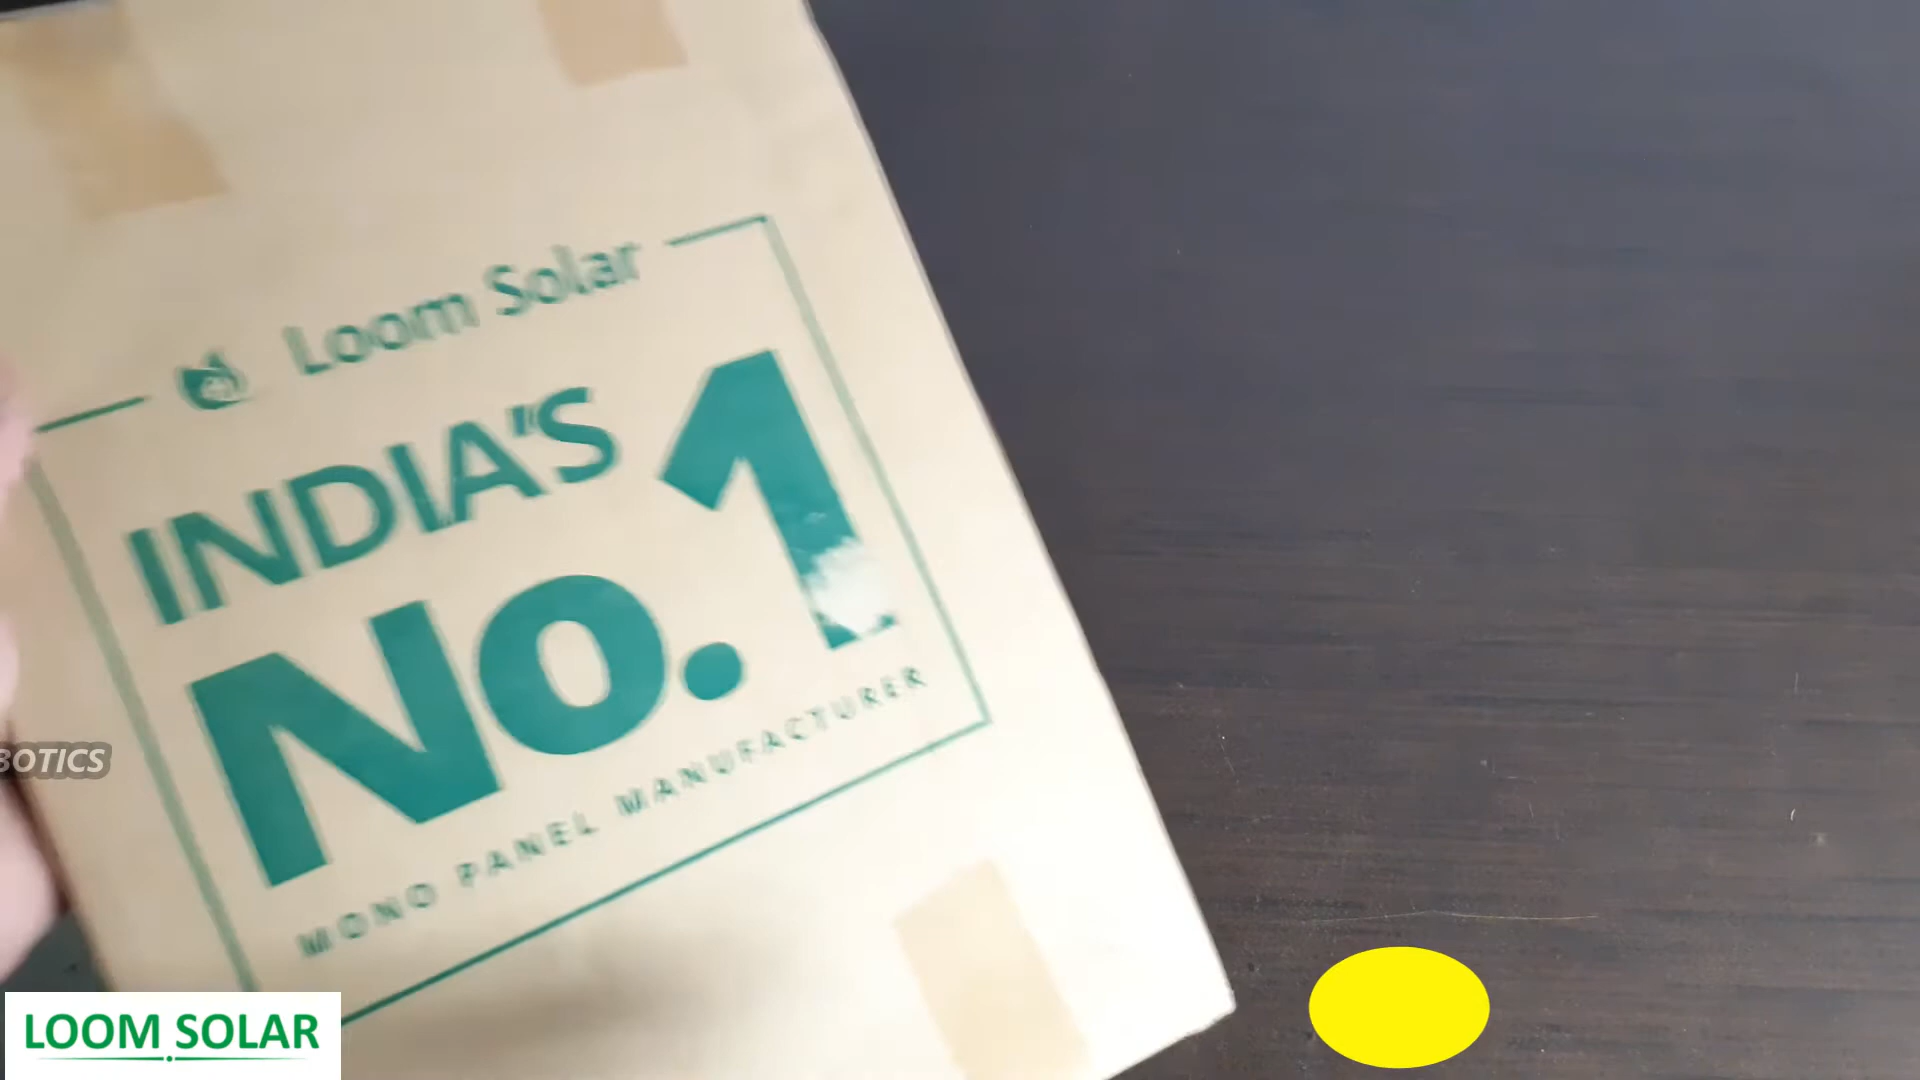 Loom Solar
INDIA'S
No.1
MONO PANEL MANUFACTURER
BOTICS
LOOM SOLAR